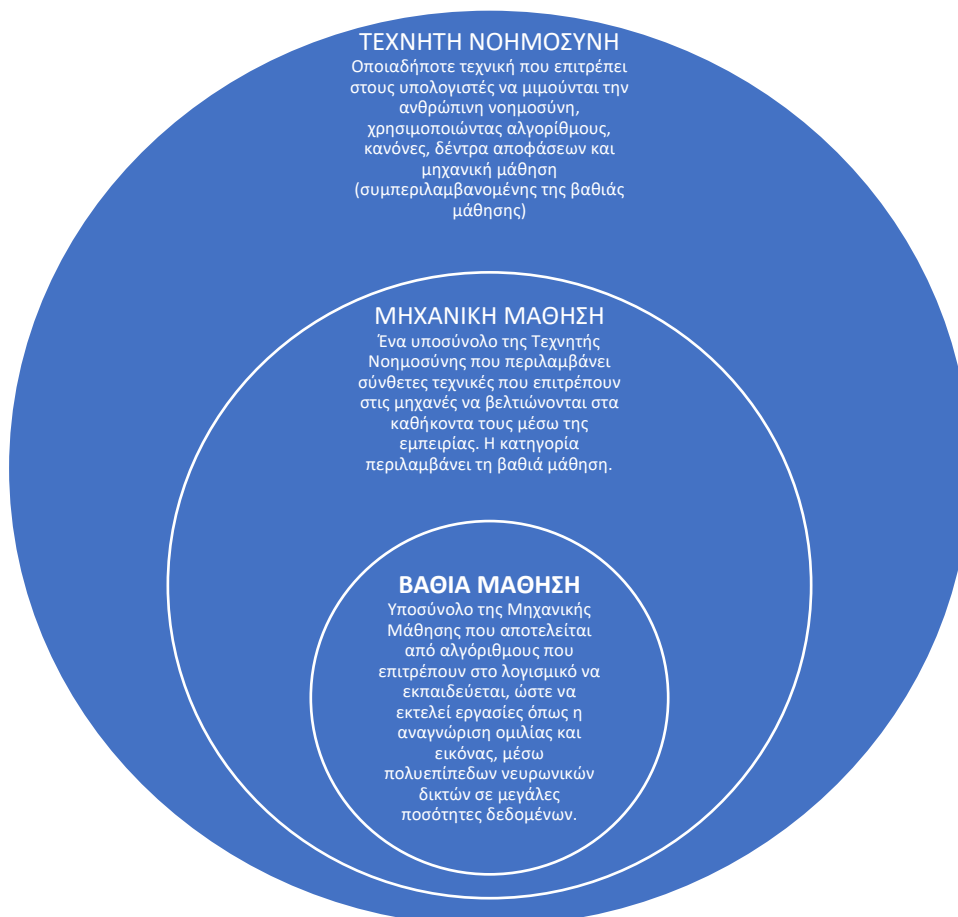 ΤΕΧΝΗΤΗ ΝΟΗΜΟΣΥΝΗ
Οποιαδήποτε τεχνική που επιτρέπει
στους υπολογιστές να μιμούνται την
ανθρώπινη νοημοσύνη,
χρησιμοποιώντας αλγορίθμους,
κανόνες, δέντρα αποφάσεων και
μηχανική μάθηση
(συμπεριλαμβανομένης της βαθιάς
μάθησης)
ΜΗΧΑΝΙΚΗ ΜΑΘΗΣΗ
Ένα υποσύνολο της Τεχνητής
Νοημοσύνης που περιλαμβάνει
σύνθετες τεχνικές που επιτρέπουν
στις μηχανές να βελτιώνονται στα
καθήκοντα τους μέσω της
εμπειρίας. Η κατηγορία
περιλαμβάνει τη βαθιά μάθηση.
ΒΑΘΙΑ ΜΑΘΗΣΗ
Υποσύνολο της Μηχανικής
Μάθησης που αποτελείται
από αλγόριθμους που
επιτρέπουν στο λογισμικό να
εκπαιδεύεται, ώστε να
εκτελεί εργασίες όπως η
αναγνώριση ομιλίας και
εικόνας, μέσω
πολυεπίπεδων νευρωνικών
δικτών σε μεγάλες
ποσότητες δεδομένων.